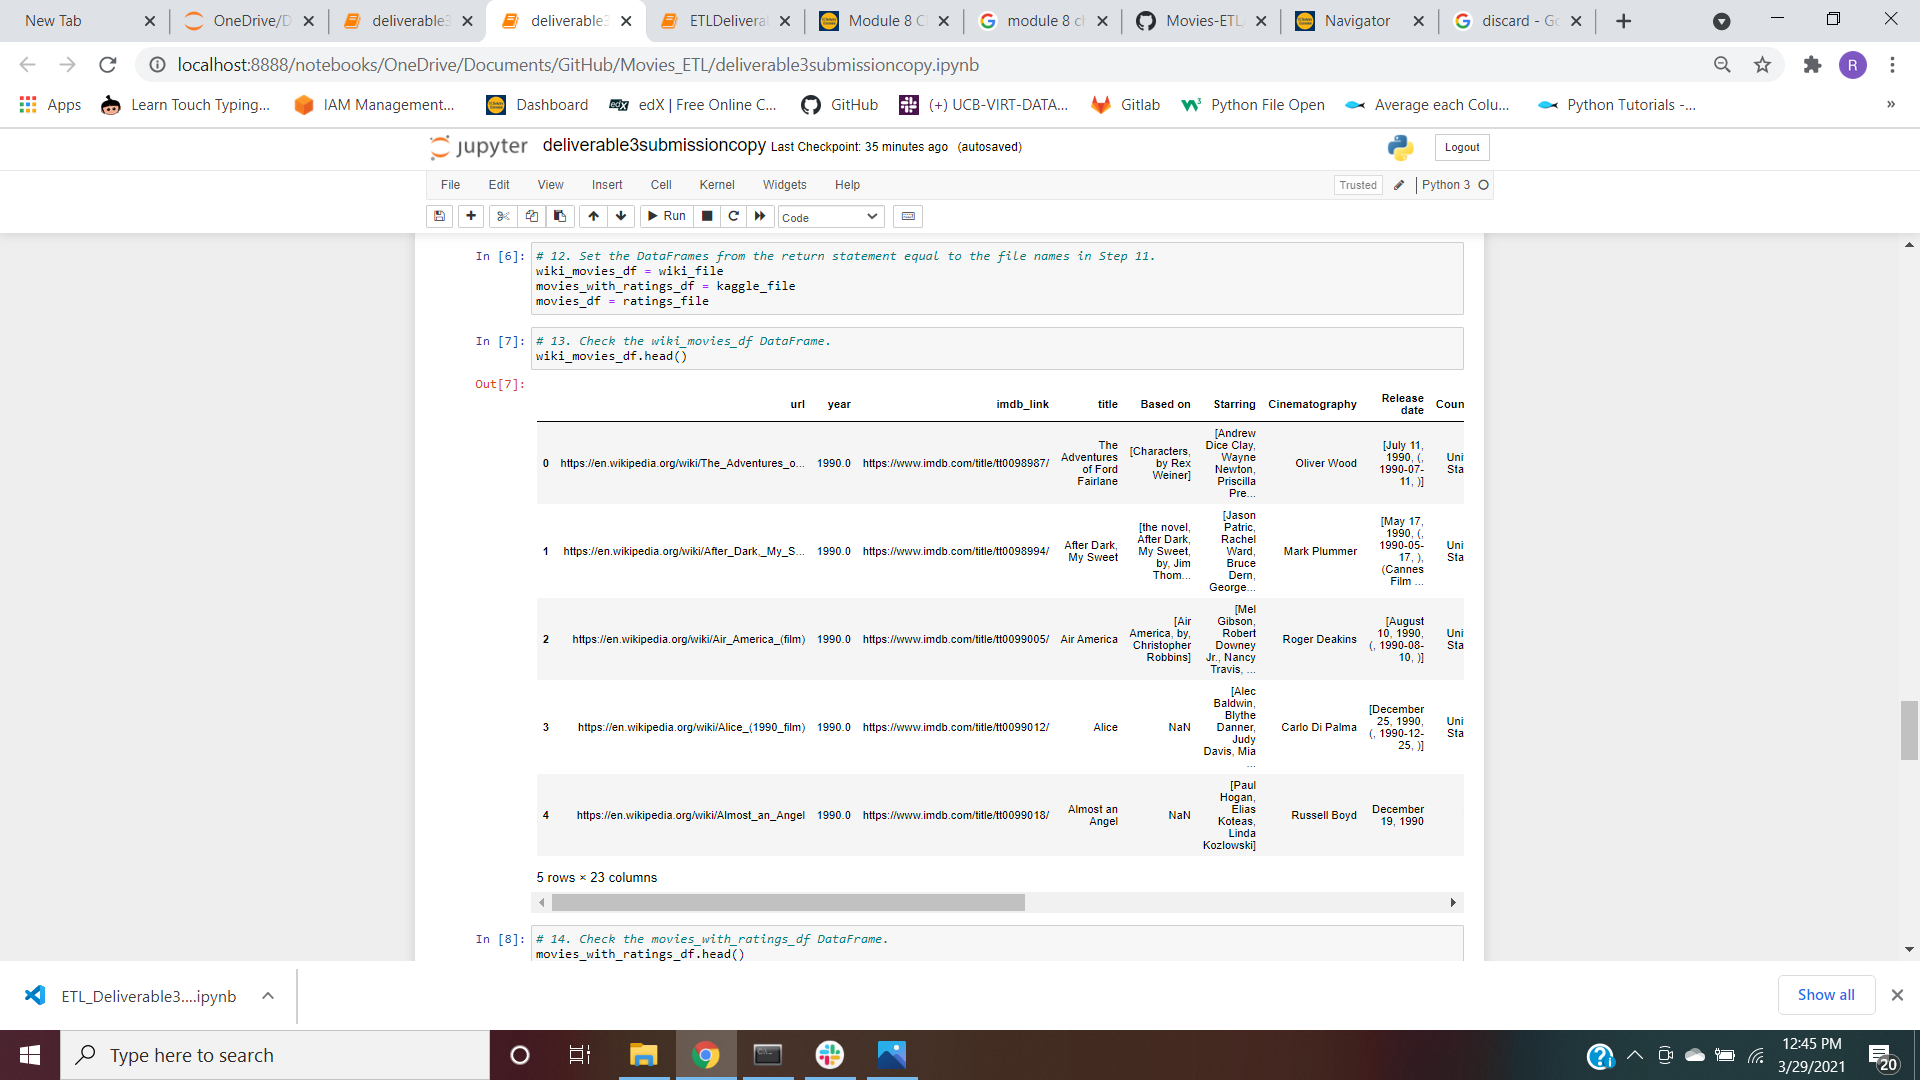 New Tab
OneDrive/D
deliverable3
deliverable3
ETLDeliveral
Module 8 C
module 8 ch
Movies-ETL
Navigator
discard - Go
localhost:8888/notebooks/OneDrive/Documents/GitHub/Movies_ETL/deliverable3submissioncopy.ipynb
R
Apps
Learn Touch Typing...
IAM Management...
Dashboard
edX | Free Online C...
GitHub
(+) UCB-VIRT-DATA...
Gitlab
Python File Open
Average each Colu...
Python Tutorials -...
»
jupyter deliverable3submissioncopy Last Checkpoint: 35 minutes ago (autosaved)
Logout
File Edit View Insert Cell Kernel Widgets Help
Trusted
Python 3
Run
Code
In [6]:
# 12. Set the DataFrames from the return statement equal to the file names in Step 11.
wiki_movies_df = wiki_file
movies_with_ratings_df = kaggle_file
movies_df = ratings_file
In [7]:
# 13. Check the wiki_movies_df DataFrame.
wiki_movies_df.head()
Out[7]:
url year imdb_link title Based on Starring Cinematography Release date Coun
0 https://en.wikipedia.org/wiki/The_Adventures_o... 1990.0 https://www.imdb.com/title/tt0098987/ The Adventures of Ford Fairlane [Characters, by Rex Weiner] [Andrew Dice Clay, Wayne Newton, Priscilla Pre... Oliver Wood [July 11, 1990, (, 1990-07-11, )] Uni Sta
1 https://en.wikipedia.org/wiki/After_Dark,_My_S... 1990.0 https://www.imdb.com/title/tt0098994/ After Dark, My Sweet [the novel, After Dark, My Sweet, by, Jim Thom... [Jason Patric, Rachel Ward, Bruce Dern, George... Mark Plummer [May 17, 1990, (, 1990-05-17, ), (Cannes Film ... Uni Sta
2 https://en.wikipedia.org/wiki/Air_America_(film) 1990.0 https://www.imdb.com/title/tt0099005/ Air America [Air America, by, Christopher Robbins] [Mel Gibson, Robert Downey Jr., Nancy Travis, ... Roger Deakins [August 10, 1990, (, 1990-08-10, )] Uni Sta
3 https://en.wikipedia.org/wiki/Alice_(1990_film) 1990.0 https://www.imdb.com/title/tt0099012/ Alice NaN [Alec Baldwin, Blythe Danner, Judy Davis, Mia ... Carlo Di Palma [December 25, 1990, (, 1990-12-25, )] Uni Sta
4 https://en.wikipedia.org/wiki/Almost_an_Angel 1990.0 https://www.imdb.com/title/tt0099018/ Almost an Angel NaN [Paul Hogan, Elias Koteas, Linda Kozlowski] Russell Boyd December 19, 1990
5 rows × 23 columns
In [8]:
# 14. Check the movies_with_ratings_df DataFrame.
movies_with_ratings_df.head()
ETL_Deliverable3....ipynb
Show all
Type here to search
12:45 PM
3/29/2021
20